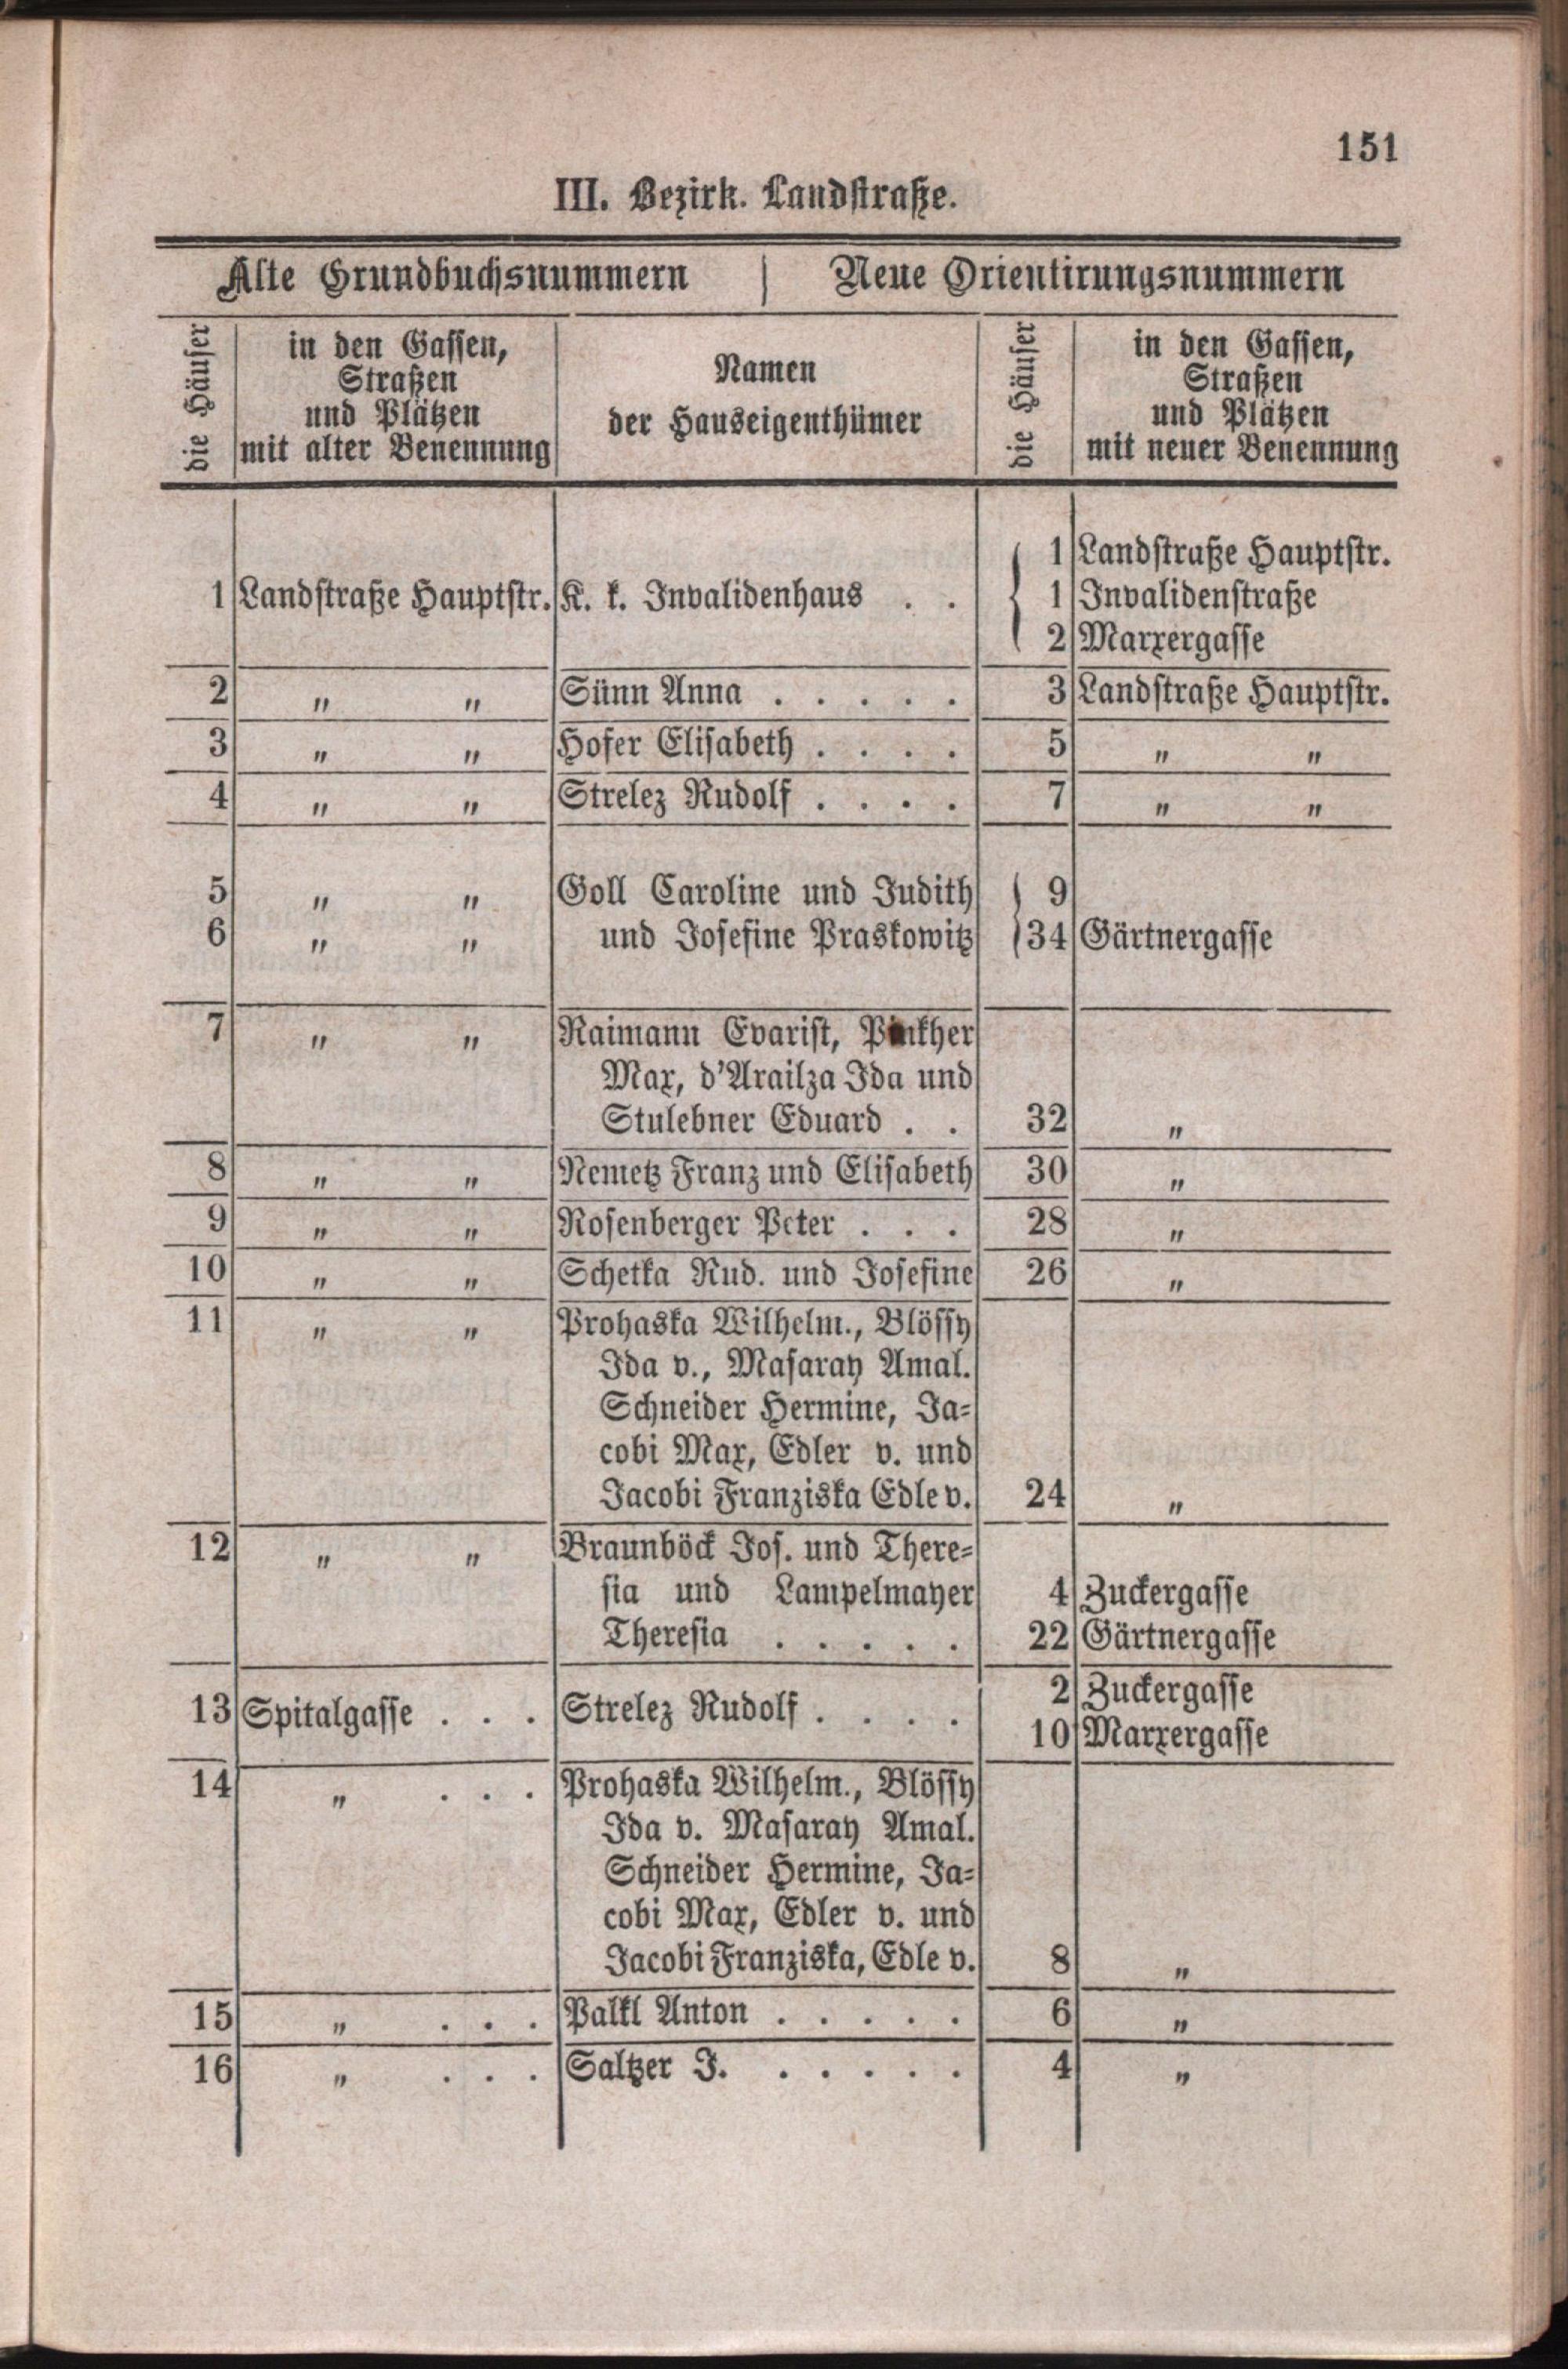 151
III. Bezirk. Landstraße.
Alte Grundbuchsnummern | Neue Orientirungsnummern
die Häuser | in den Gassen, Straßen und Plätzen mit alter Benennung | Namen der Hauseigenthümer | die Häuser | in den Gassen, Straßen und Plätzen mit neuer Benennung
1 Landstraße Hauptstr. K. k. Invalidenhaus . .
1 Landstraße Hauptstr.
1 Invalidenstraße
2 Marxergasse
2 " " Sünn Anna . . . . . 3 Landstraße Hauptstr.
3 " " Hofer Elisabeth . . . . 5 " "
4 " " Strelez Rudolf . . . . 7 " "
5 " " Goll Caroline und Judith 9
6 " " und Josefine Praskowitz 34 Gärtnergasse
7 " " Raimann Evarist,
Max, d'Arailza Ida und
Stulebner Eduard . . 32 "
8 " " Nemetz Franz und Elisabeth 30 "
9 " " Rosenberger Peter . . . 28 "
10 " " Schetka Rud. und Josefine 26 "
11 " " Prohaska Wilhelm., Blössy
Ida v., Masaray Amal.
Schneider Hermine, Ja-
cobi Max, Edler v. und
Jacobi Franziska Edle v. 24 "
12 " " Braunböck Jos. und There-
sia und Lampelmayer 4 Zuckergasse
Theresia . . . . . 22 Gärtnergasse
13 Spitalgasse . . . Strelez Rudolf . . . . 2 Zuckergasse
10 Marxergasse
14 " . . . Prohaska Wilhelm., Blössy
Ida v. Masaray Amal.
Schneider Hermine, Ja-
cobi Max, Edler v. und
Jacobi Franziska, Edle v. 8 "
15 " . . . Palkl Anton . . . . . 6 "
16 " . . . Saltzer J. . . . . . 4 "